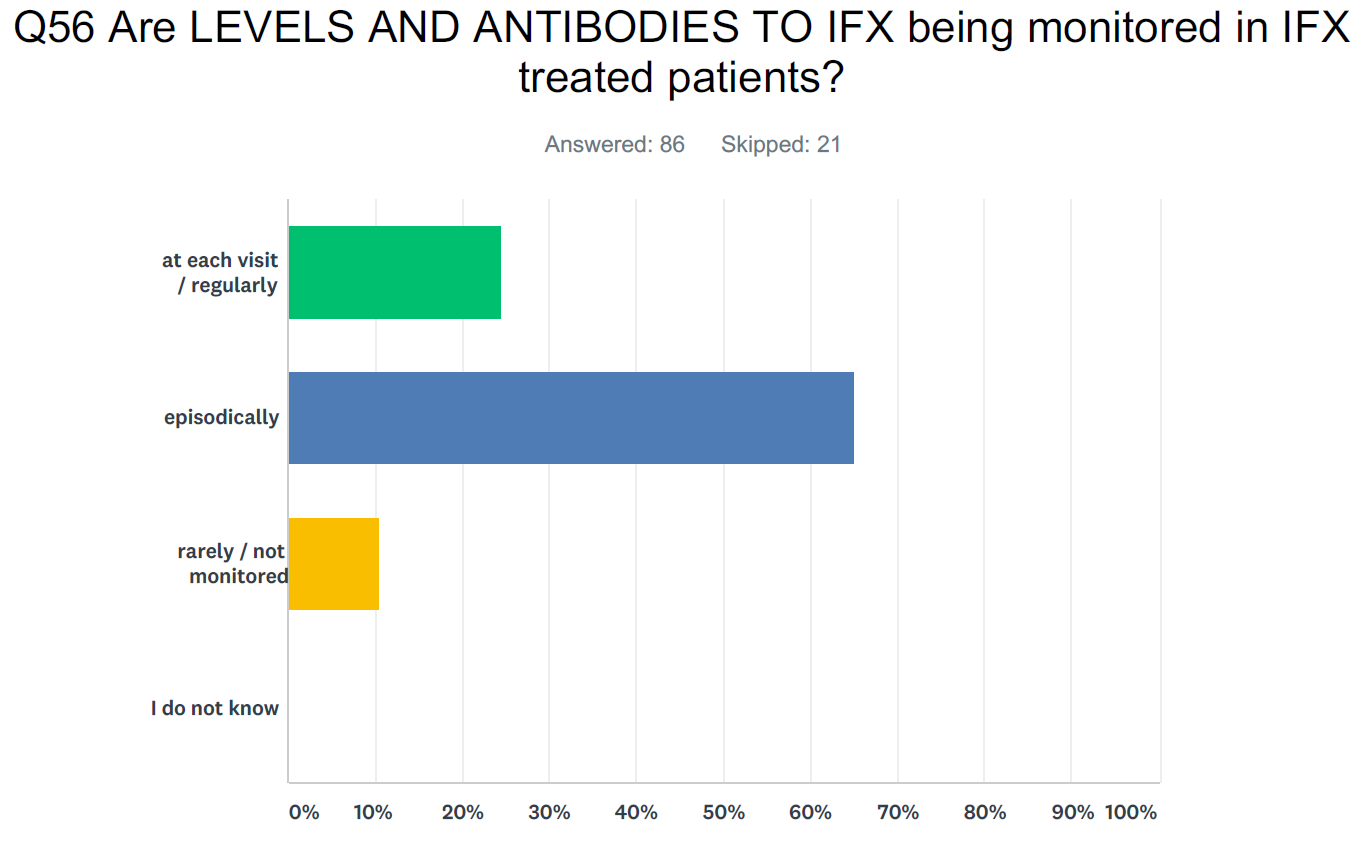 Q56 Are LEVELS AND ANTIBODIES TO IFX being monitored in IFX
treated patients?
Answered: 86 Skipped: 21
at each visit
/ regularly
episodically
rarely / not
monitored
I do not know
0% 10% 20% 30% 40% 50% 60% 70% 80% 90% 100%